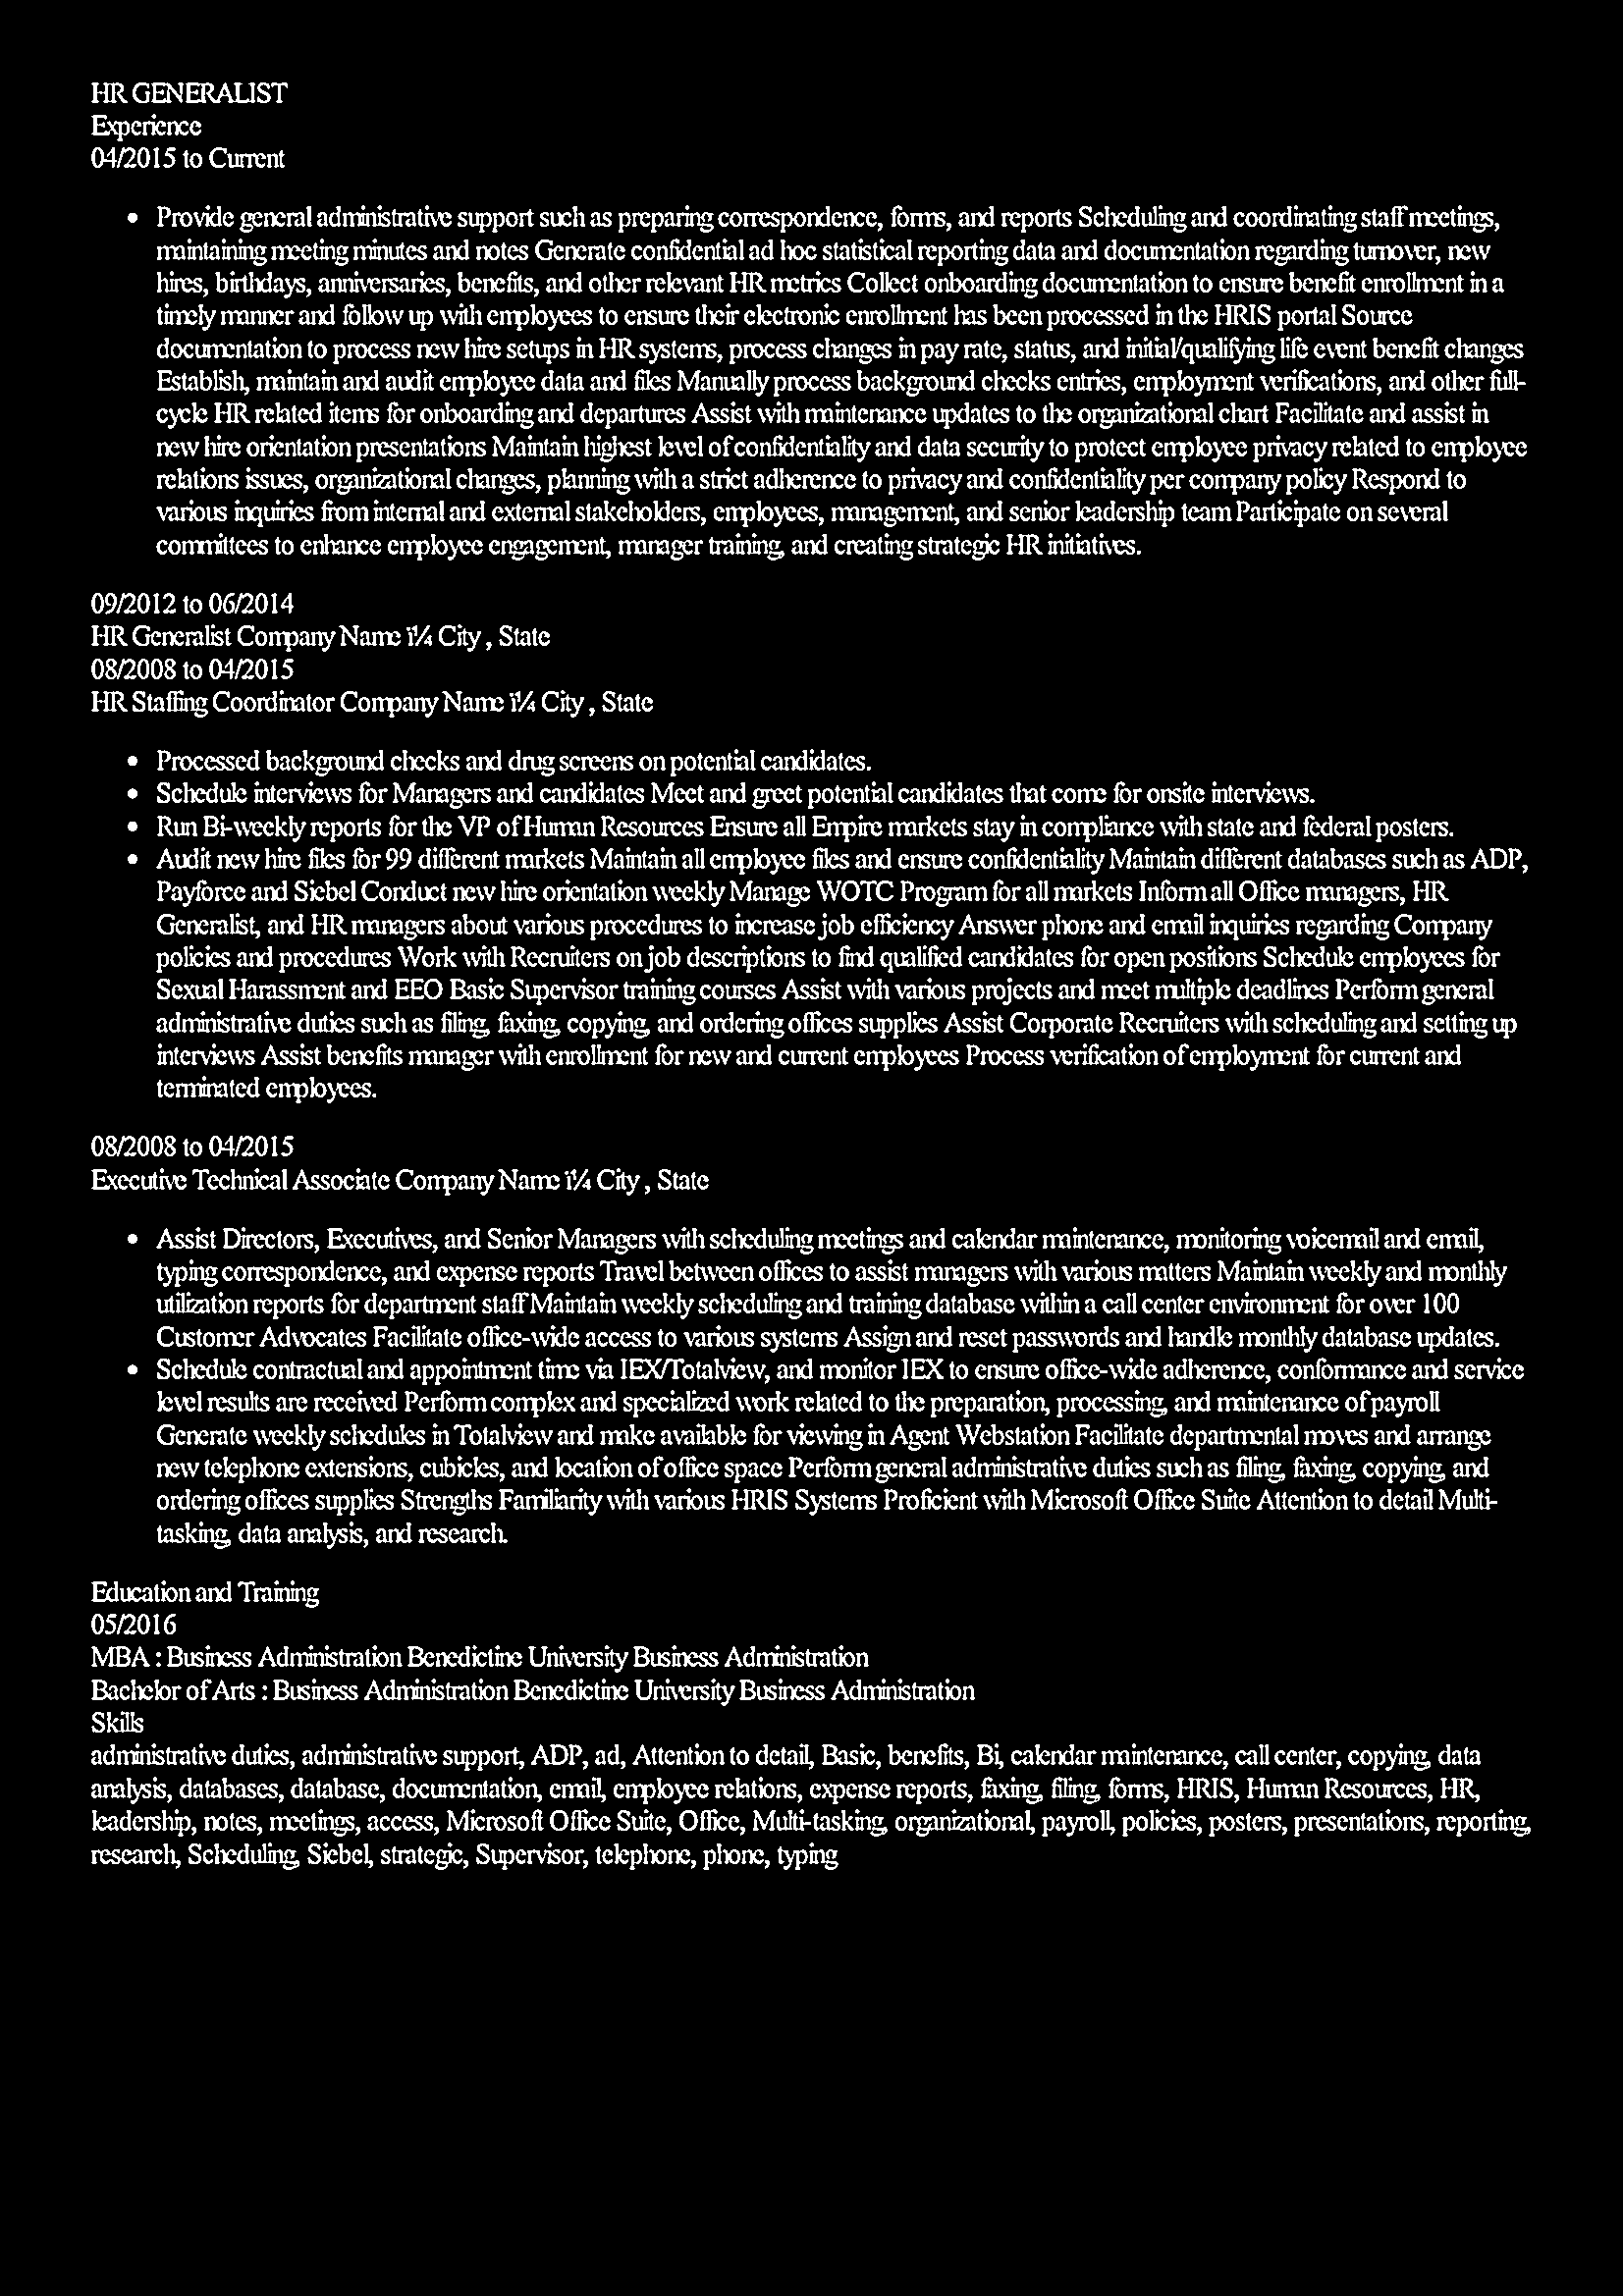 HR GENERALIST
Experience
04/2015 to Current
• Provide general administrative support such as preparing correspondence, forms, and reports Scheduling and coordinating staff meetings,
maintaining meeting minutes and notes Generate confidential ad hoc statistical reporting data and documentation regarding turnover, new
hires, birthdays, anniversaries, benefits, and other relevant HR metrics Collect onboarding documentation to ensure benefit enrollment in a
timely manner and follow up with employees to ensure their electronic enrollment has been processed in the HRIS portal Source
documentation to process new hire setups in HR systems, process changes in pay rate, status, and initial/qualifying life event benefit changes
Establish, maintain and audit employee data and files Manually process background checks entries, employment verifications, and other full-
cycle HR related items for onboarding and departures Assist with maintenance updates to the organizational chart Facilitate and assist in
new hire orientation presentations Maintain highest level of confidentiality and data security to protect employee privacy related to employee
relations issues, organizational changes, planning with a strict adherence to privacy and confidentiality per company policy Respond to
various inquiries from internal and external stakeholders, employees, management, and senior leadership team Participate on several
committees to enhance employee engagement, manager training, and creating strategic HR initiatives.
09/2012 to 06/2014
HR Generalist Company Name ï¼ City , State
08/2008 to 04/2015
HR Staffing Coordinator Company Name ï¼ City , State
• Processed background checks and drug screens on potential candidates.
• Schedule interviews for Managers and candidates Meet and greet potential candidates that come for onsite interviews.
• Run Bi-weekly reports for the VP of Human Resources Ensure all Empire markets stay in compliance with state and federal posters.
• Audit new hire files for 99 different markets Maintain all employee files and ensure confidentiality Maintain different databases such as ADP,
Payforce and Siebel Conduct new hire orientation weekly Manage WOTC Program for all markets Inform all Office managers, HR
Generalist, and HR managers about various procedures to increase job efficiency Answer phone and email inquiries regarding Company
policies and procedures Work with Recruiters on job descriptions to find qualified candidates for open positions Schedule employees for
Sexual Harassment and EEO Basic Supervisor training courses Assist with various projects and meet multiple deadlines Perform general
administrative duties such as filing, faxing, copying, and ordering offices supplies Assist Corporate Recruiters with scheduling and setting up
interviews Assist benefits manager with enrollment for new and current employees Process verification of employment for current and
terminated employees.
08/2008 to 04/2015
Executive Technical Associate Company Name ï¼ City , State
• Assist Directors, Executives, and Senior Managers with scheduling meetings and calendar maintenance, monitoring voicemail and email,
typing correspondence, and expense reports Travel between offices to assist managers with various matters Maintain weekly and monthly
utilization reports for department staff Maintain weekly scheduling and training database within a call center environment for over 100
Customer Advocates Facilitate office-wide access to various systems Assign and reset passwords and handle monthly database updates.
• Schedule contractual and appointment time via IEX/Totalview, and monitor IEX to ensure office-wide adherence, conformance and service
level results are received Perform complex and specialized work related to the preparation, processing, and maintenance of payroll
Generate weekly schedules in Totalview and make available for viewing in Agent Webstation Facilitate departmental moves and arrange
new telephone extensions, cubicles, and location of office space Perform general administrative duties such as filing, faxing, copying, and
ordering offices supplies Strengths Familiarity with various HRIS Systems Proficient with Microsoft Office Suite Attention to detail Multi-
tasking, data analysis, and research.
Education and Training
05/2016
MBA : Business Administration Benedictine University Business Administration
Bachelor of Arts : Business Administration Benedictine University Business Administration
Skills
administrative duties, administrative support, ADP, ad, Attention to detail, Basic, benefits, Bi, calendar maintenance, call center, copying, data
analysis, databases, database, documentation, email, employee relations, expense reports, faxing, filing, forms, HRIS, Human Resources, HR,
leadership, notes, meetings, access, Microsoft Office Suite, Office, Multi-tasking, organizational, payroll, policies, posters, presentations, reporting,
research, Scheduling, Siebel, strategic, Supervisor, telephone, phone, typing